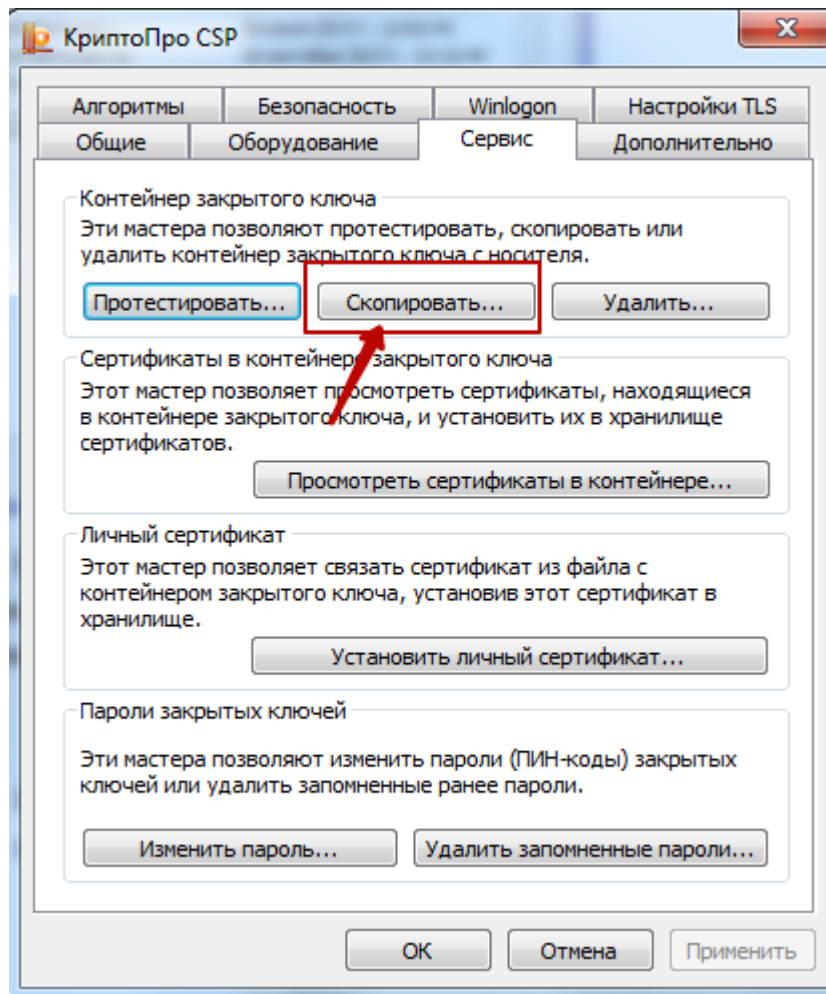 КриптоПро CSP
Алгоритмы Безопасность Winlogon Настройки TLS
Общие Оборудование Сервис Дополнительно
Контейнер закрытого ключа
Эти мастера позволяют протестировать, скопировать или
удалить контейнер закрытого ключа с носителя.
Протестировать... Скопировать... Удалить...
Сертификаты в контейнере закрытого ключа
Этот мастер позволяет просмотреть сертификаты, находящиеся
в контейнере закрытого ключа, и установить их в хранилище
сертификатов.
Просмотреть сертификаты в контейнере...
Личный сертификат
Этот мастер позволяет связать сертификат из файла с
контейнером закрытого ключа, установив этот сертификат в
хранилище.
Установить личный сертификат...
Пароли закрытых ключей
Эти мастера позволяют изменить пароли (ПИН-коды) закрытых
ключей или удалить запомненные ранее пароли.
Изменить пароль... Удалить запомненные пароли...
ОК Отмена Применить